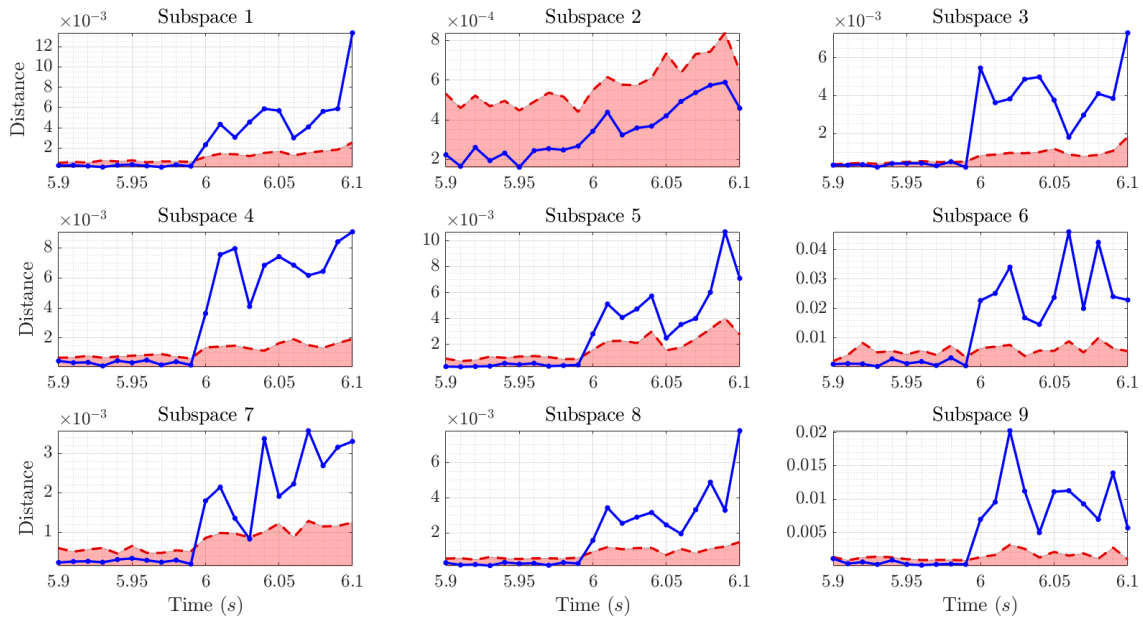 Subspace 1 Subspace 2 Subspace 3
×10⁻³ ×10⁻⁴ ×10⁻³
Distance
12 10 8 6 4 2
8 6 4 2
6 4 2
5.9 5.95 6 6.05 6.1 5.9 5.95 6 6.05 6.1 5.9 5.95 6 6.05 6.1
Subspace 4 Subspace 5 Subspace 6
×10⁻³ ×10⁻³
Distance
8 6 4 2
10 8 6 4 2
0.04 0.03 0.02 0.01
5.9 5.95 6 6.05 6.1 5.9 5.95 6 6.05 6.1 5.9 5.95 6 6.05 6.1
Subspace 7 Subspace 8 Subspace 9
×10⁻³ ×10⁻³
Distance
3 2 1
6 4 2
0.02 0.015 0.01 0.005
5.9 5.95 6 6.05 6.1 5.9 5.95 6 6.05 6.1 5.9 5.95 6 6.05 6.1
Time (s) Time (s) Time (s)